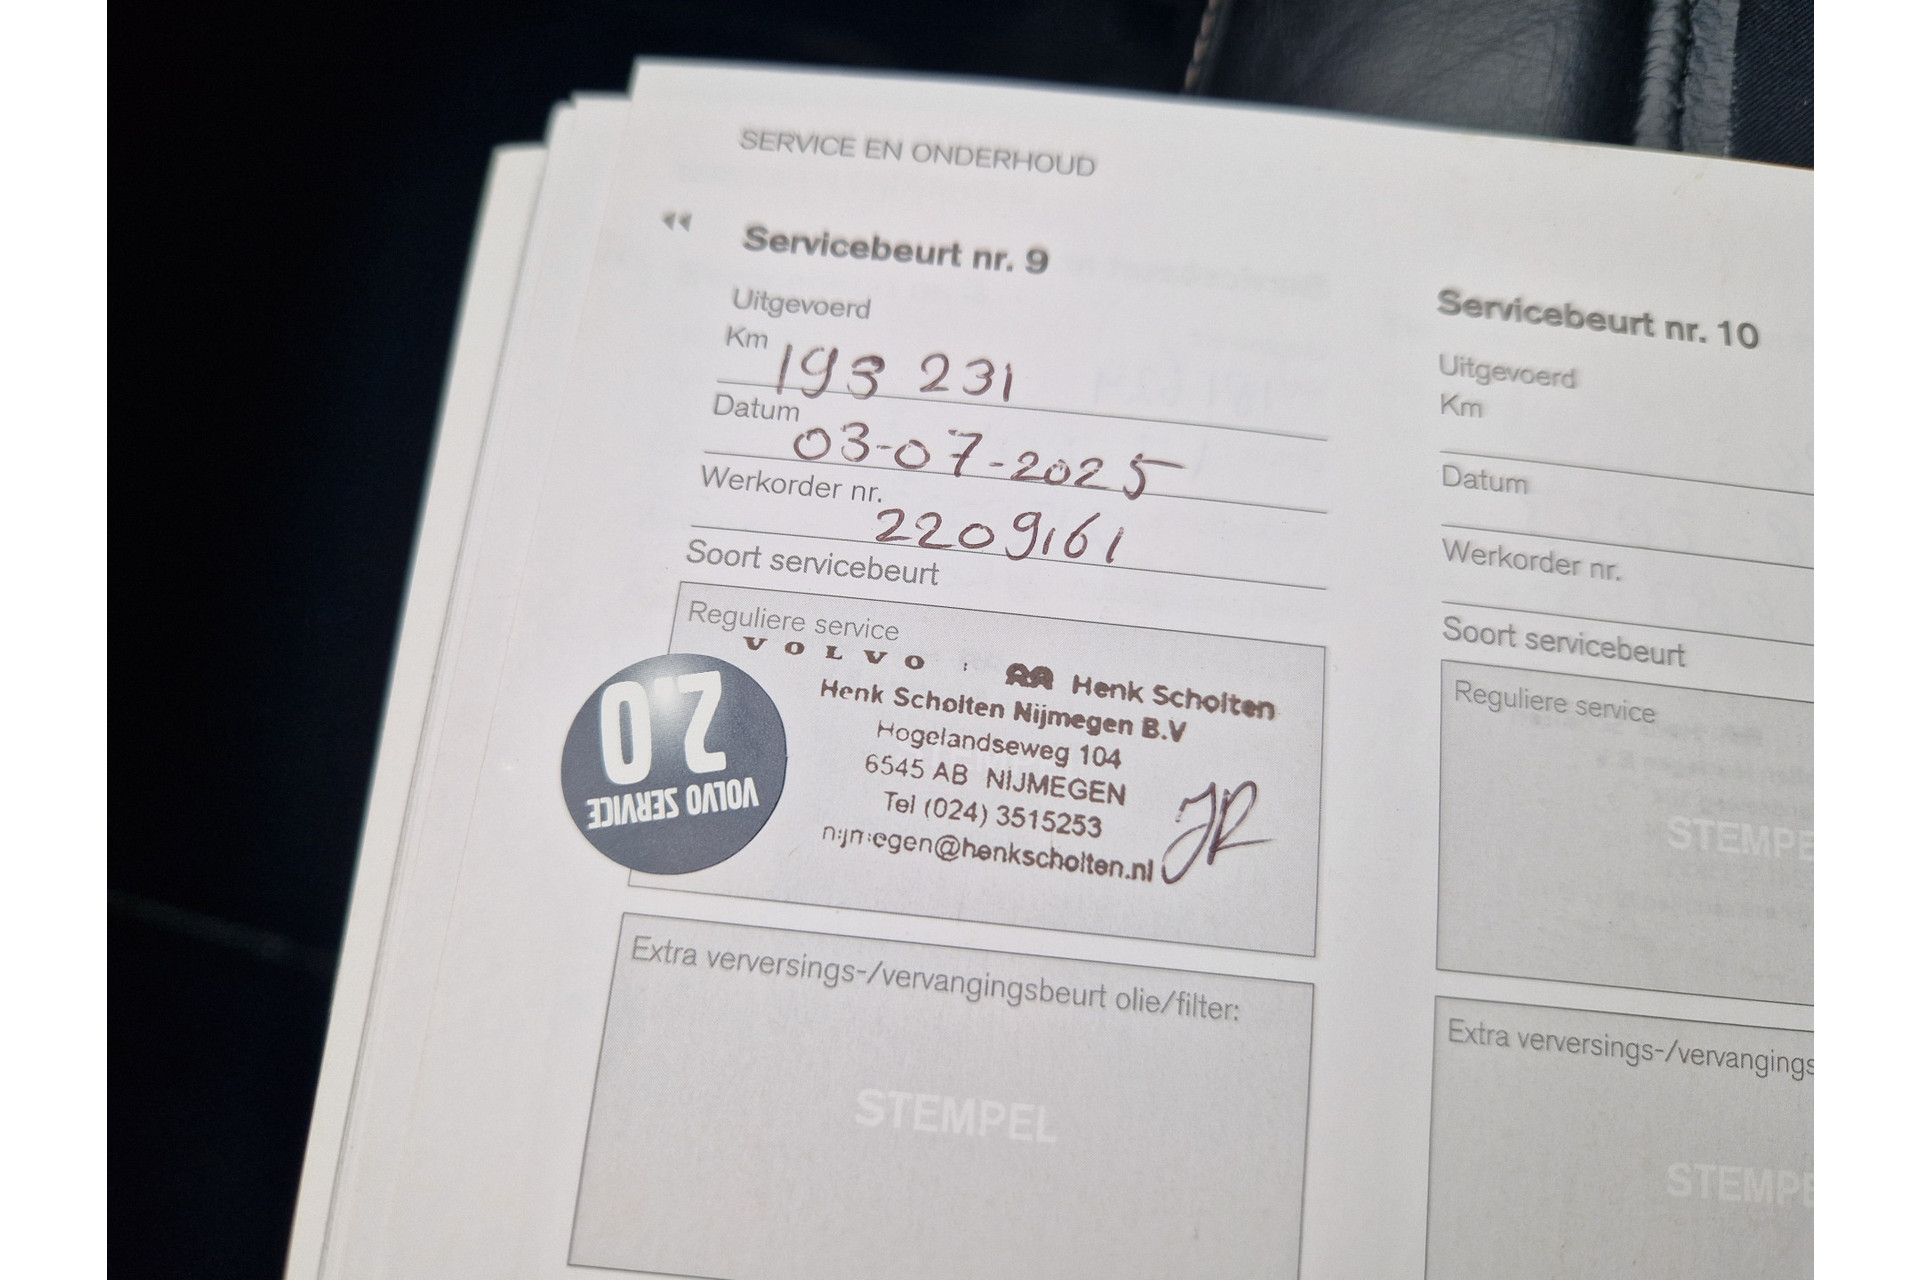 SERVICE EN ONDERHOUD
Servicebeurt nr. 9
Uitgevoerd
Km 193 231
Datum 03-07-2025
Werkorder nr. 2209161
Soort servicebeurt
Reguliere service
VOLVO
Henk Scholten
Henk Scholten Nijmegen B.V
Hogelandseweg 104
6545 AB NIJMEGEN
Tel (024) 3515253
nijmegen@henkscholten.nl
JR
VOLVO SERVICE
2.0
Extra verversings-/vervangingsbeurt olie/filter:
STEMPEL
Servicebeurt nr. 10
Uitgevoerd
Km
Datum
Werkorder nr.
Soort servicebeurt
Reguliere service
STEMPE
Extra verversings-/vervangings
STEMPE